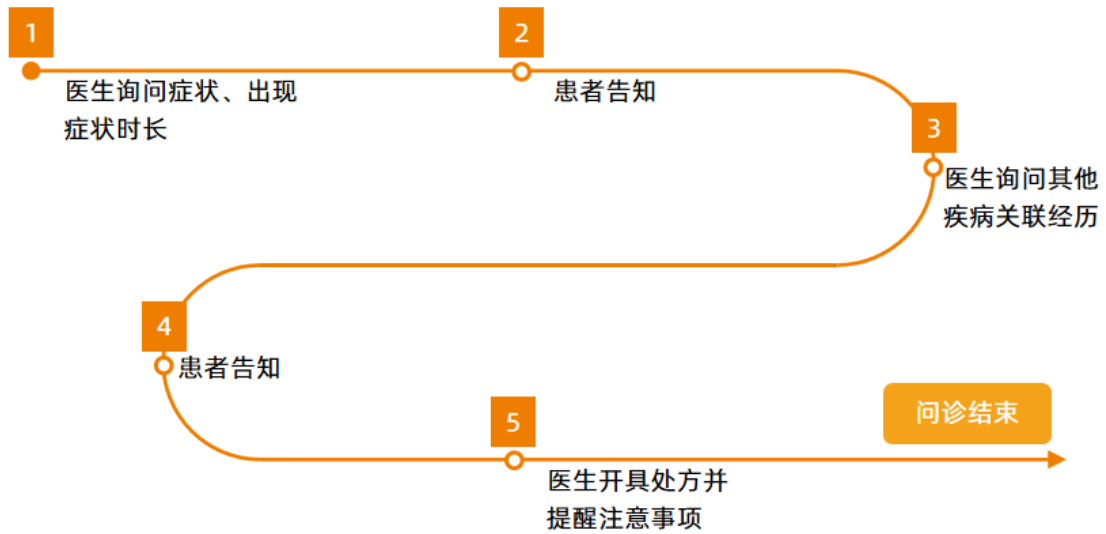 1
医生询问症状、出现
症状时长
2
患者告知
3
医生询问其他
疾病关联经历
4
患者告知
5
医生开具处方并
提醒注意事项
问诊结束